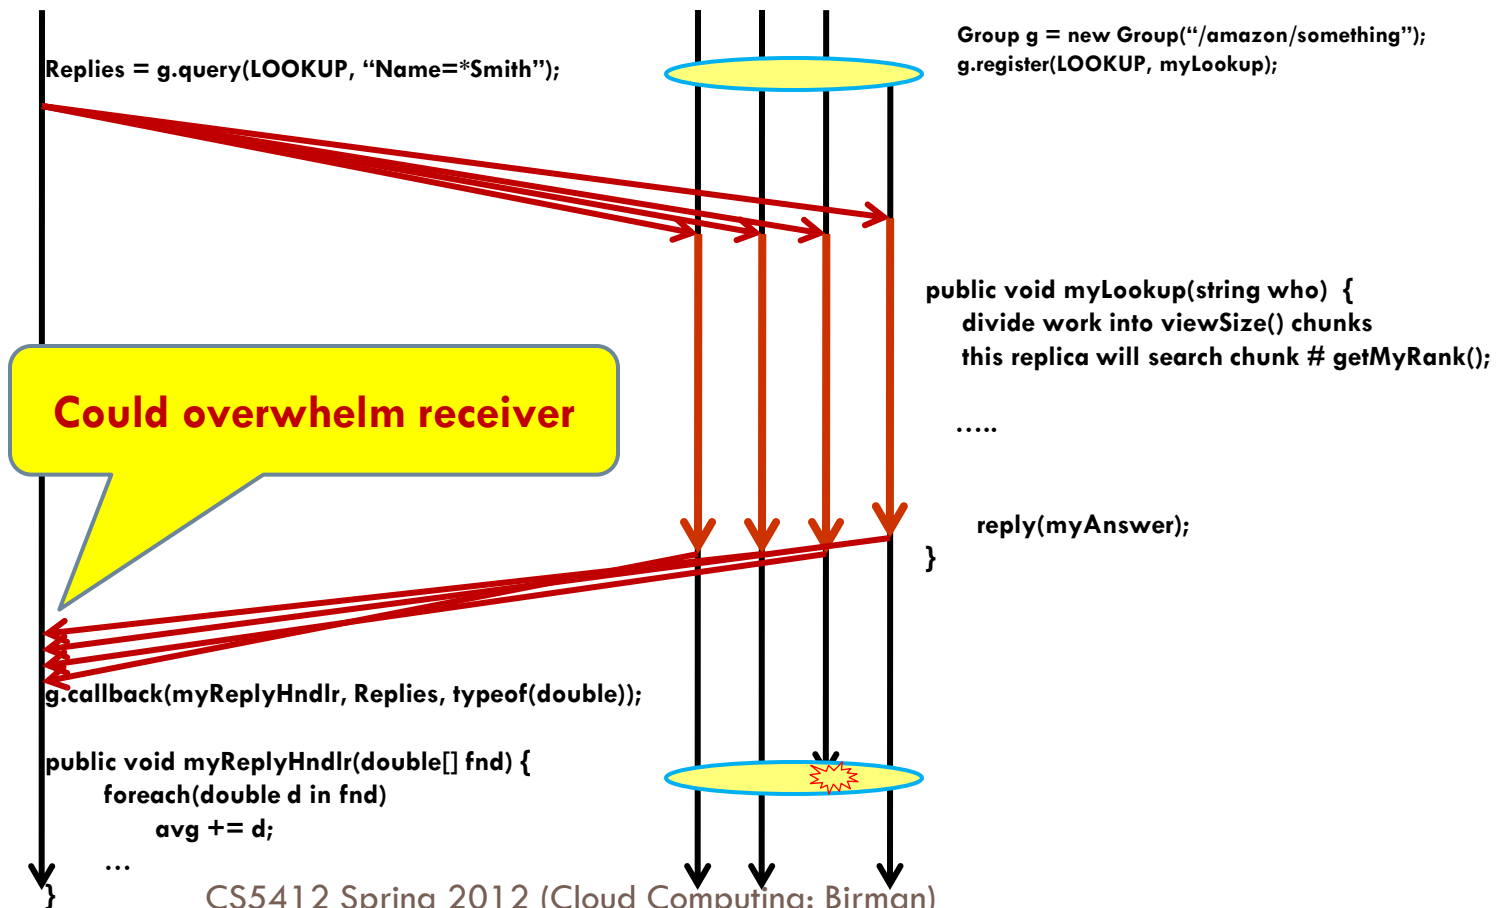 Replies = g.query(LOOKUP, “Name=*Smith”);
Group g = new Group(“/amazon/something”);
g.register(LOOKUP, myLookup);
public void myLookup(string who) {
divide work into viewSize() chunks
this replica will search chunk # getMyRank();
…..
reply(myAnswer);
}
Could overwhelm receiver
g.callback(myReplyHndlr, Replies, typeof(double));
public void myReplyHndlr(double[] fnd) {
foreach(double d in fnd)
avg += d;
…
}
CS5412 Spring 2012 (Cloud Computing: Birman)